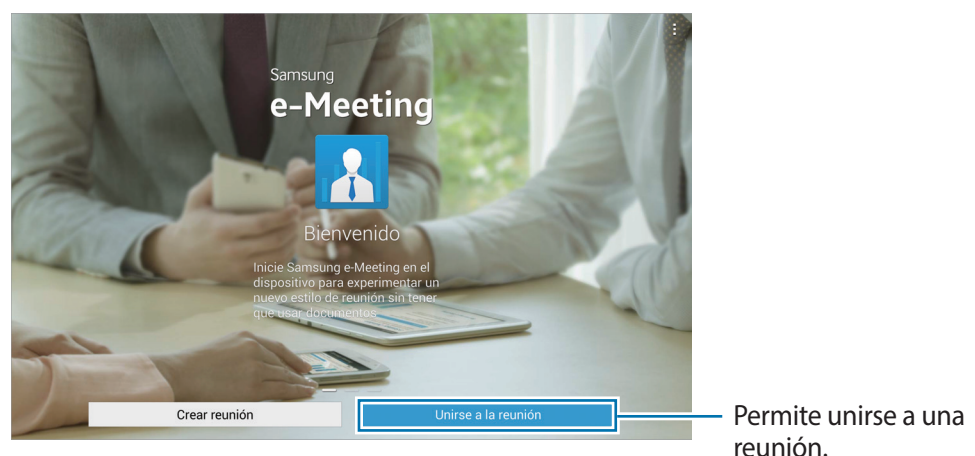 Samsung
e-Meeting
Bienvenido
Inicie Samsung e-Meeting en el
dispositivo para experimentar un
nuevo estilo de reunión sin tener
que usar documentos
Crear reunión
Unirse a la reunión
Permite unirse a una
reunión.